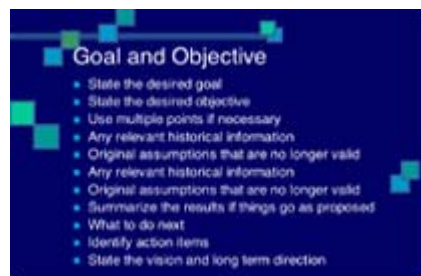 Goal and Objective
State the desired goal
State the desired objective
Use multiple points if necessary
Any relevant historical information
Original assumptions that are no longer valid
Any relevant historical information
Original assumptions that are no longer valid
Summarize the results if things go as proposed
What to do next
Identify action items
State the vision and long term direction